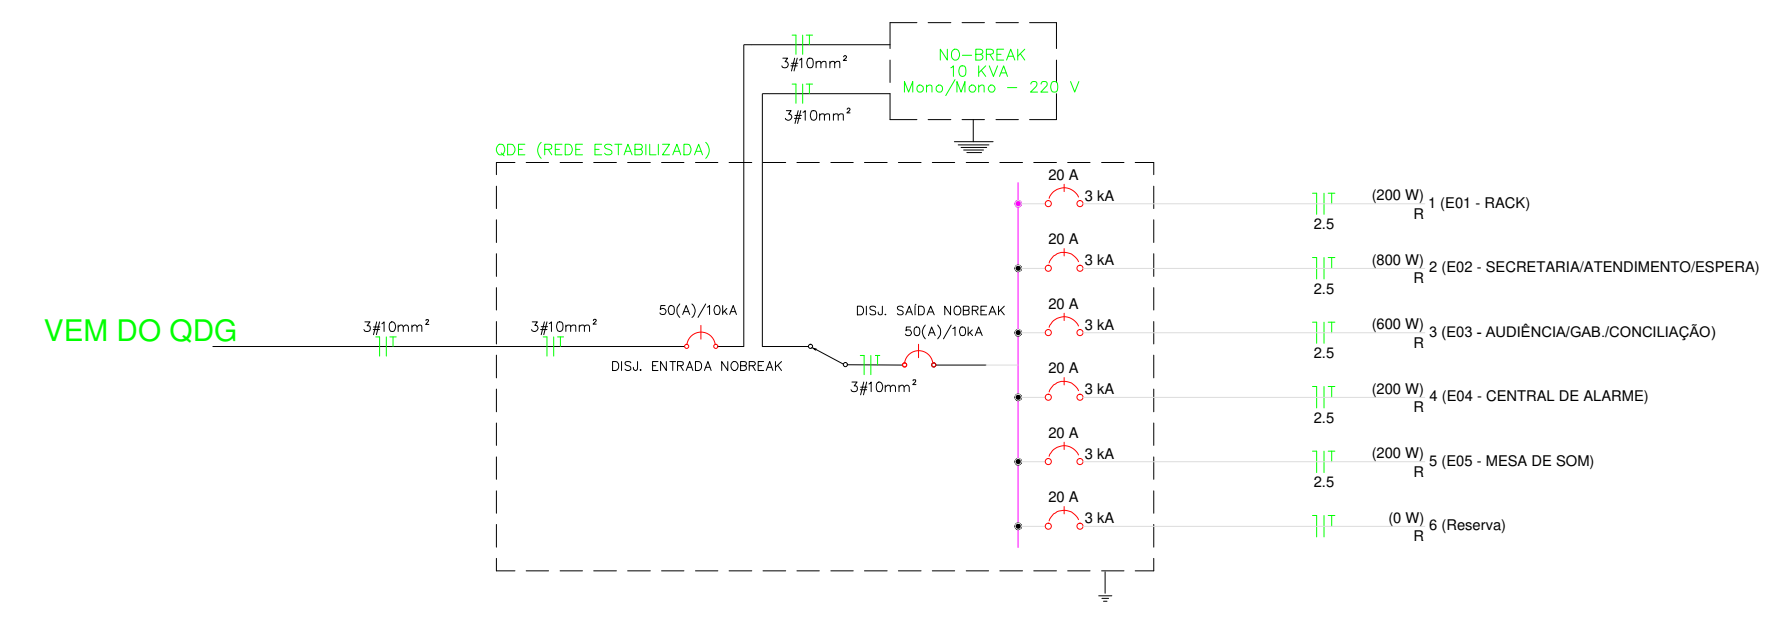 3#10mm²
NO-BREAK
10 KVA
Mono/Mono - 220 V
3#10mm²
QDE (REDE ESTABILIZADA)
20 A
3 kA
(200 W)
R
1 (E01 - RACK)
2.5
20 A
3 kA
(800 W)
R
2 (E02 - SECRETARIA/ATENDIMENTO/ESPERA)
2.5
VEM DO QDG
3#10mm²
3#10mm²
50(A)/10kA
DISJ. ENTRADA NOBREAK
DISJ. SAÍDA NOBREAK
50(A)/10kA
3#10mm²
20 A
3 kA
(600 W)
R
3 (E03 - AUDIÊNCIA/GAB./CONCILIAÇÃO)
2.5
20 A
3 kA
(200 W)
R
4 (E04 - CENTRAL DE ALARME)
2.5
20 A
3 kA
(200 W)
R
5 (E05 - MESA DE SOM)
2.5
20 A
3 kA
(0 W)
R
6 (Reserva)